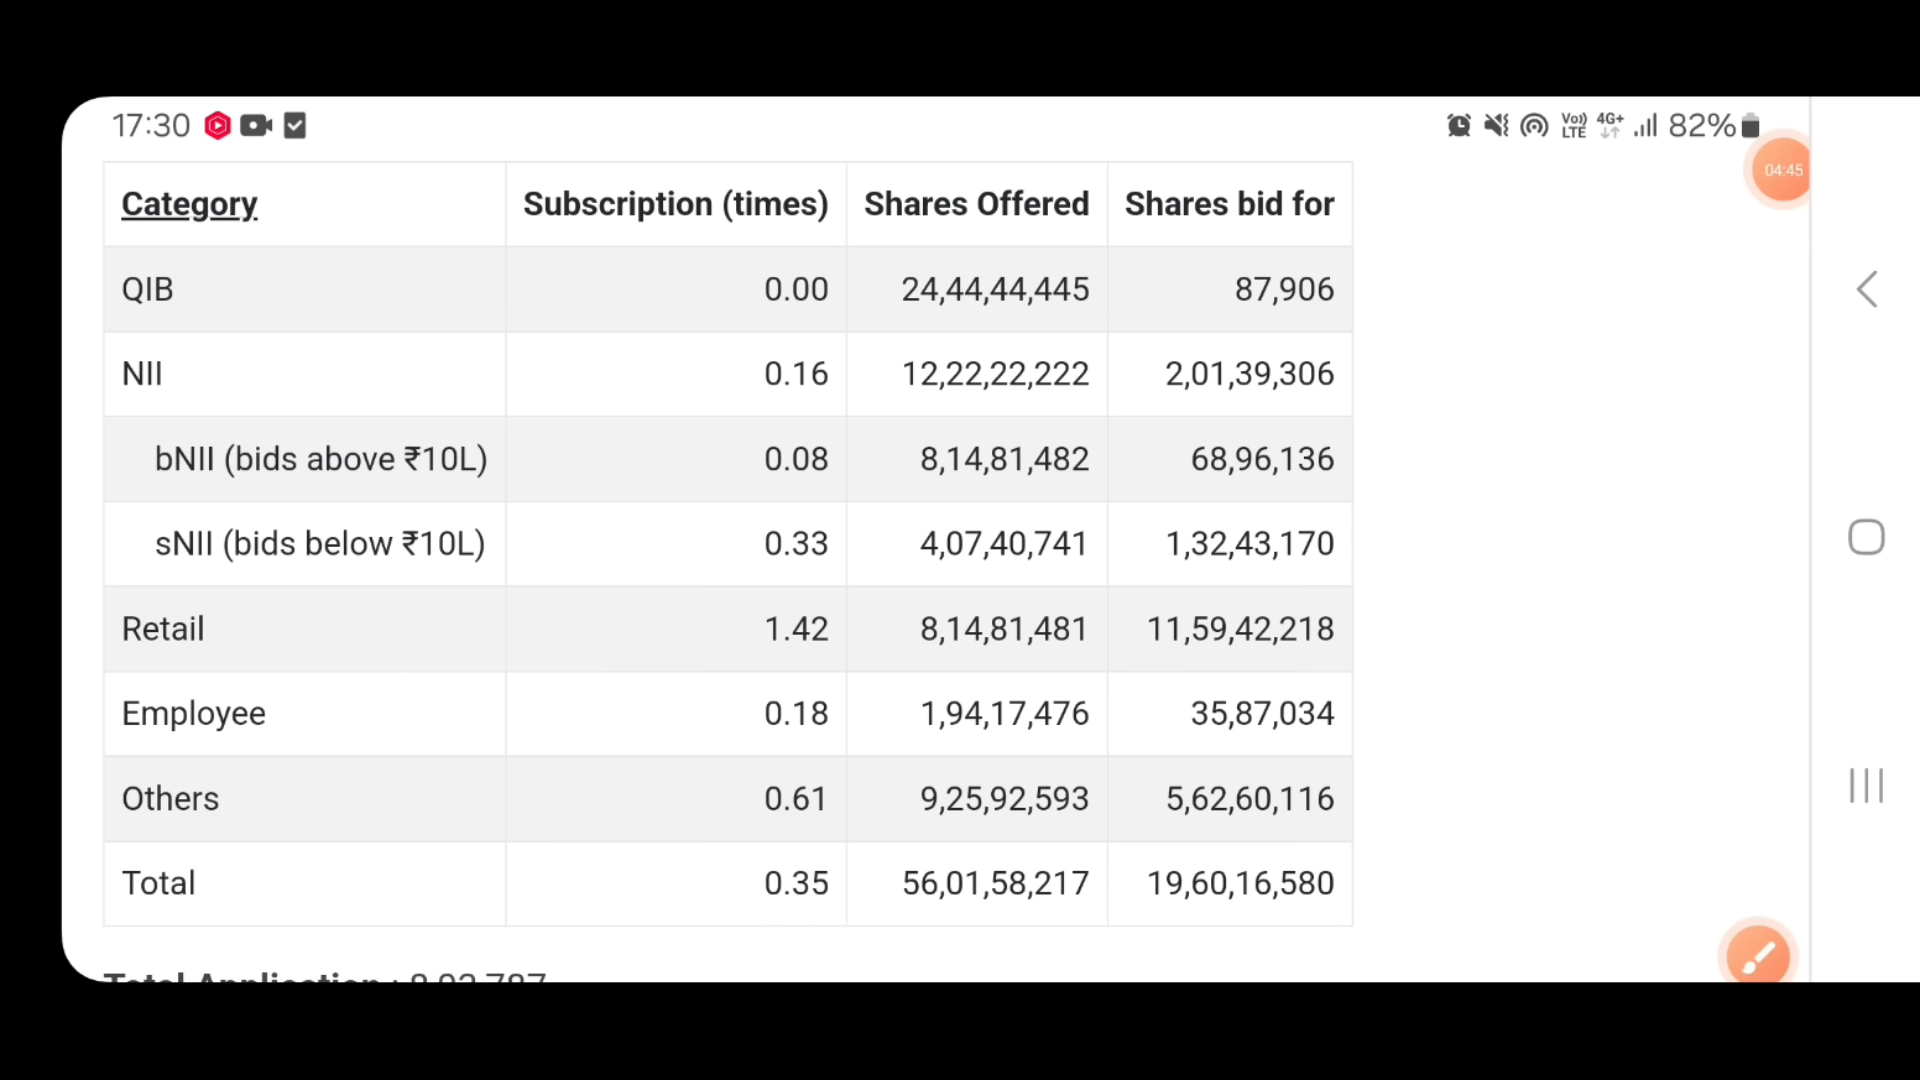 17:30 Vo)) LTE 4G+ 82%
04:45
Category Subscription (times) Shares Offered Shares bid for
QIB 0.00 24,44,44,445 87,906
NII 0.16 12,22,22,222 2,01,39,306
bNII (bids above ₹10L) 0.08 8,14,81,482 68,96,136
sNII (bids below ₹10L) 0.33 4,07,40,741 1,32,43,170
Retail 1.42 8,14,81,481 11,59,42,218
Employee 0.18 1,94,17,476 35,87,034
Others 0.61 9,25,92,593 5,62,60,116
Total 0.35 56,01,58,217 19,60,16,580
Total Application :